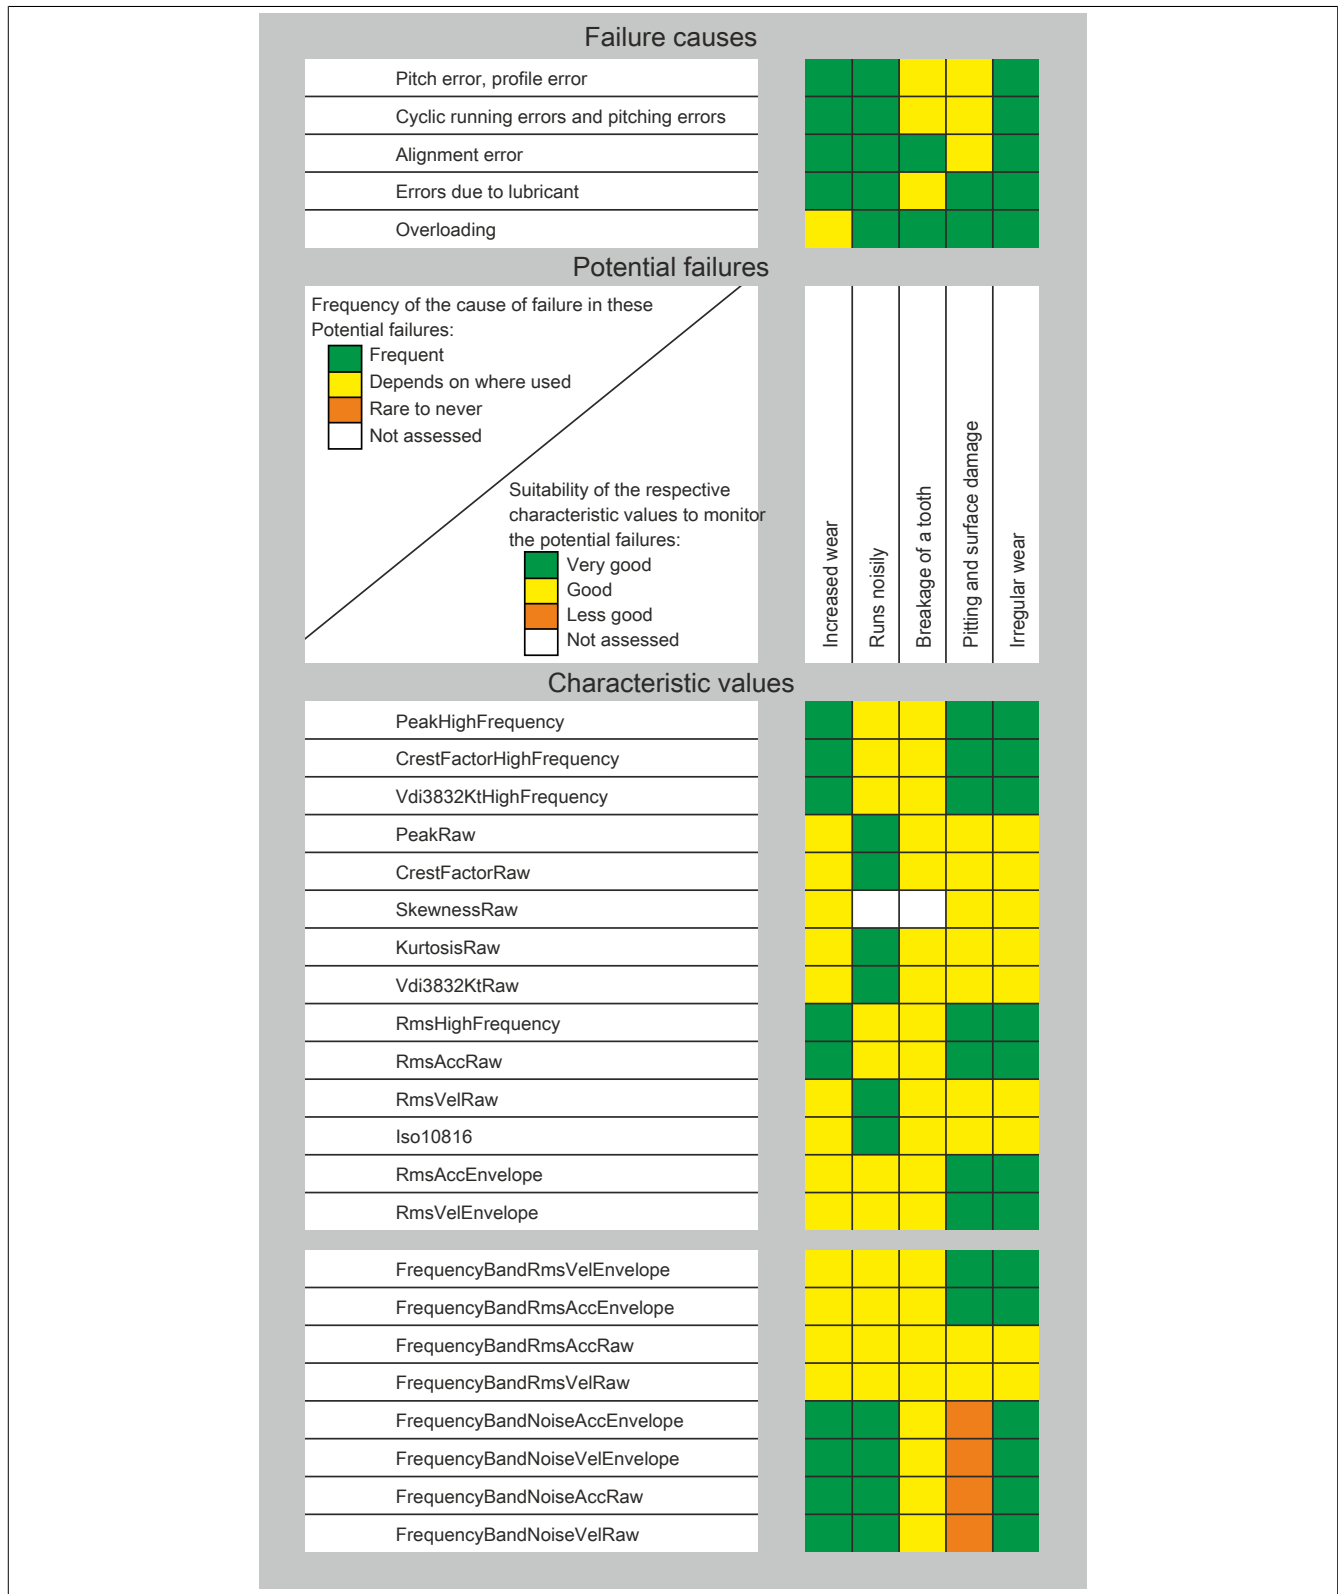 Failure causes
Pitch error, profile error
Cyclic running errors and pitching errors
Alignment error
Errors due to lubricant
Overloading
Potential failures
Frequency of the cause of failure in these
Potential failures:
Frequent
Depends on where used
Rare to never
Not assessed
Suitability of the respective
characteristic values to monitor
the potential failures:
Very good
Good
Less good
Not assessed
Increased wear
Runs noisily
Breakage of a tooth
Pitting and surface damage
Irregular wear
Characteristic values
PeakHighFrequency
CrestFactorHighFrequency
Vdi3832KtHighFrequency
PeakRaw
CrestFactorRaw
SkewnessRaw
KurtosisRaw
Vdi3832KtRaw
RmsHighFrequency
RmsAccRaw
RmsVelRaw
Iso10816
RmsAccEnvelope
RmsVelEnvelope
FrequencyBandRmsVelEnvelope
FrequencyBandRmsAccEnvelope
FrequencyBandRmsAccRaw
FrequencyBandRmsVelRaw
FrequencyBandNoiseAccEnvelope
FrequencyBandNoiseVelEnvelope
FrequencyBandNoiseAccRaw
FrequencyBandNoiseVelRaw